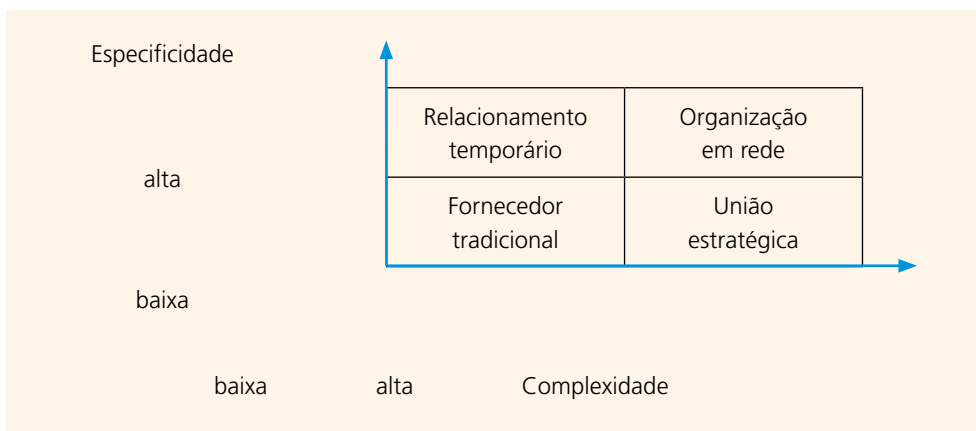 Especificidade
Relacionamento
temporário
Organização
em rede
alta
Fornecedor
tradicional
União
estratégica
baixa
baixa alta Complexidade